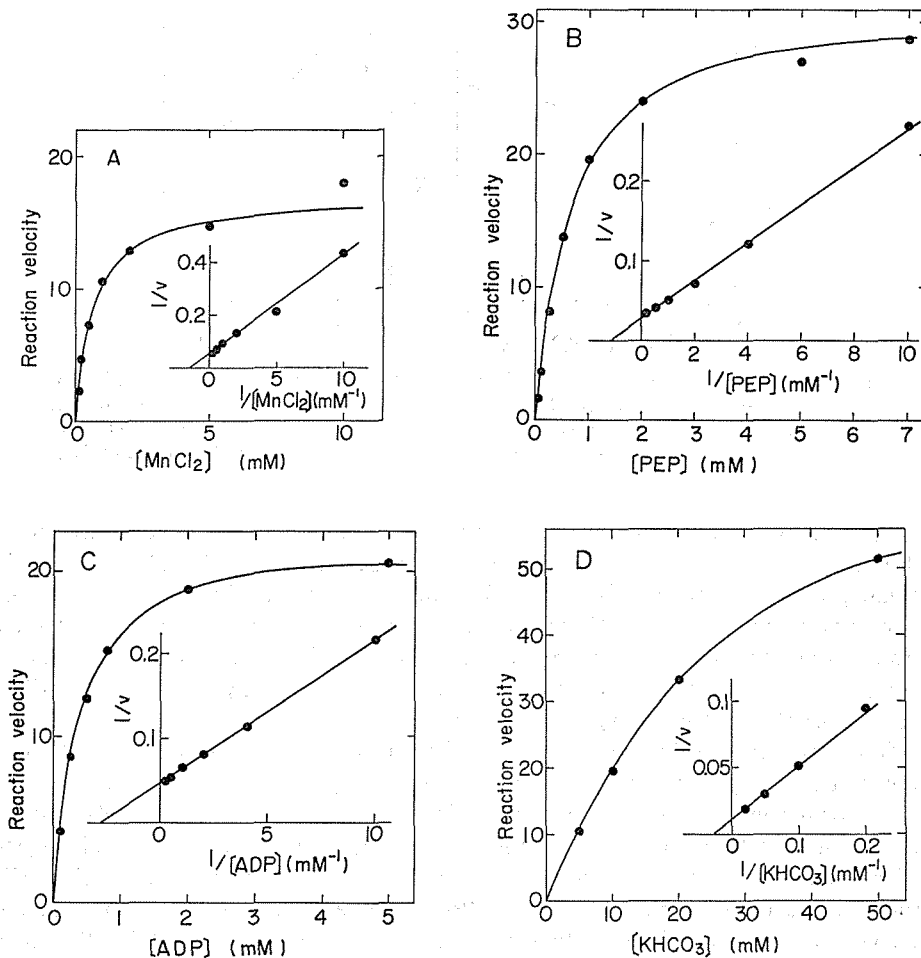 A
Reaction velocity
20
10
0
0 5 10
[MnCl₂] (mM)
1/v
0.4
0.2
0 5 10
1/[MnCl₂](mM⁻¹)
B
Reaction velocity
30
20
10
0
0 1 2 3 4 5 6 7
[PEP] (mM)
1/v
0.2
0.1
0 2 4 6 8 10
1/[PEP](mM⁻¹)
C
Reaction velocity
20
10
0
0 1 2 3 4 5
[ADP] (mM)
1/v
0.2
0.1
0 5 10
1/[ADP](mM⁻¹)
D
Reaction velocity
50
40
30
20
10
0
0 10 20 30 40 50
[KHCO₃] (mM)
1/v
0.1
0.05
0 0.1 0.2
1/[KHCO₃](mM⁻¹)